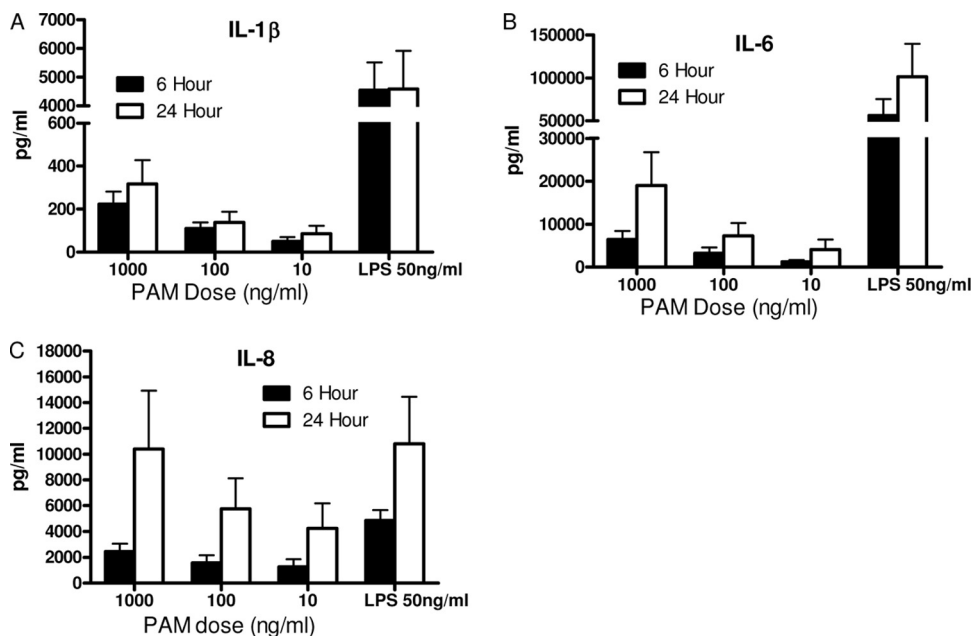 A
IL-1β
7000
6000
5000
4000
600
400
200
0
pg/ml
6 Hour
24 Hour
1000 100 10 LPS 50ng/ml
PAM Dose (ng/ml)
B
IL-6
150000
100000
50000
30000
20000
10000
0
pg/ml
6 Hour
24 Hour
1000 100 10 LPS 50ng/ml
PAM Dose (ng/ml)
C
IL-8
18000
16000
14000
12000
10000
8000
6000
4000
2000
0
pg/ml
6 Hour
24 Hour
1000 100 10 LPS 50ng/ml
PAM dose (ng/ml)